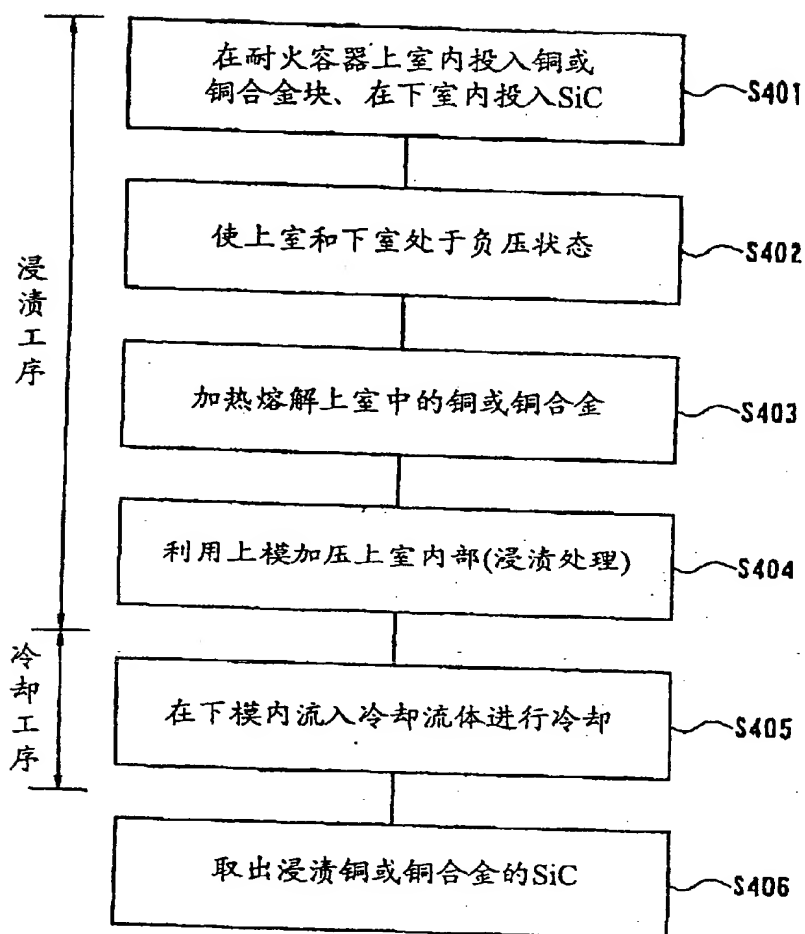 在耐火容器上室内投入铜或
铜合金块、在下室内投入SiC
S401
使上室和下室处于负压状态
S402
浸渍工序
加热熔解上室中的铜或铜合金
S403
利用上模加压上室内部(浸渍处理)
S404
冷却工序
在下模内流入冷却流体进行冷却
S405
取出浸渍铜或铜合金的SiC
S406